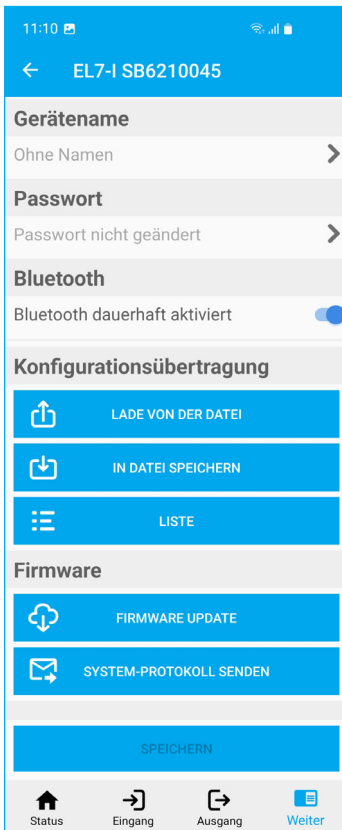 11:10
EL7-I SB6210045
Gerätename
Ohne Namen
Passwort
Passwort nicht geändert
Bluetooth
Bluetooth dauerhaft aktiviert
Konfigurationsübertragung
LADE VON DER DATEI
IN DATEI SPEICHERN
LISTE
Firmware
FIRMWARE UPDATE
SYSTEM-PROTOKOLL SENDEN
SPEICHERN
Status Eingang Ausgang Weiter